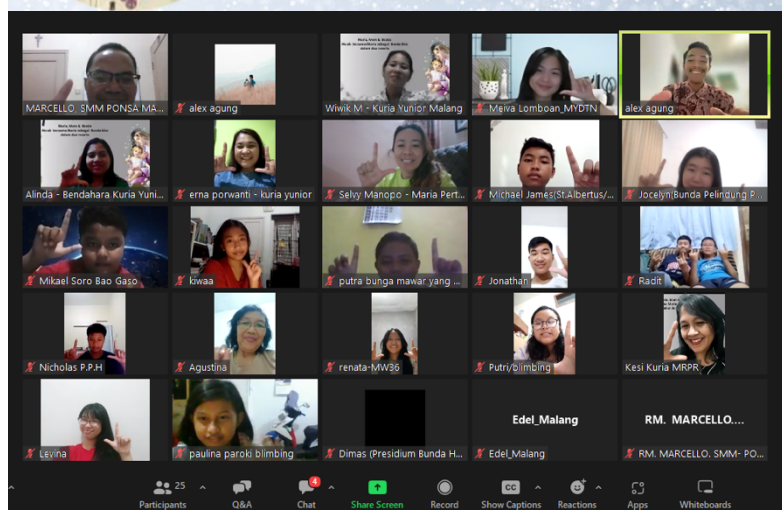 MARCELLO. SMM PONSA MA...
alex agung
Wiwik M - Kuria Yunior Malang
Meiva Lomboan_MYDTN
alex agung
Alinda - Bendahara Kuria Yuni...
erna porwanti - kuria yunior
Selvy Manopo - Maria Pert...
Michael James(St.Albertus/...
Jocelyn(Bunda Pelindung P...
Mikael Soro Bao Gaso
kiwaa
putra bunga mawar yang ...
Jonathan
Radit
Nicholas P.P.H
Agustina
renata-MW36
Putri/blimbing
Kesi Kuria MRPR
Levina
paulina paroki blimbing
Dimas (Presidium Bunda H...
Edel_Malang
Edel_Malang
RM. MARCELLO....
RM. MARCELLO. SMM- PO...
25
4
CC
Participants
Q&A
Chat
Share Screen
Record
Show Captions
Reactions
Apps
Whiteboards